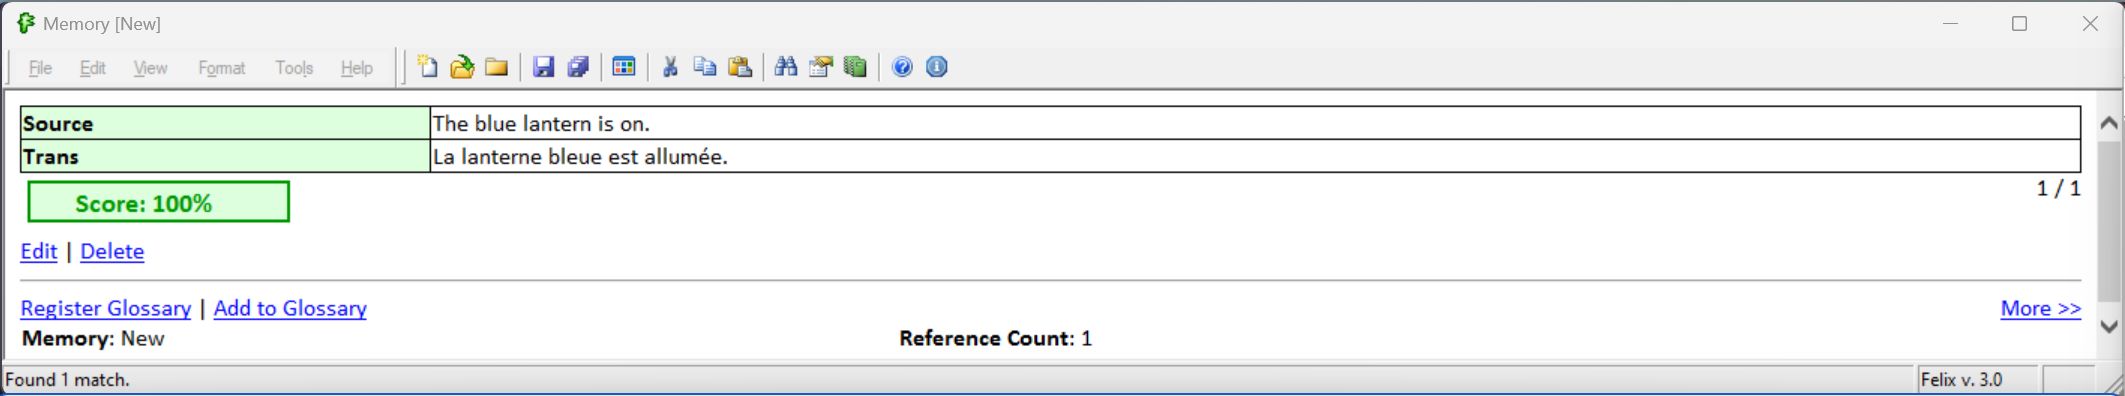 Memory [New]
File Edit View Format Tools Help
Source The blue lantern is on.
Trans La lanterne bleue est allumée.
Score: 100% 1 / 1
Edit | Delete
Register Glossary | Add to Glossary More >>
Memory: New Reference Count: 1
Found 1 match. Felix v. 3.0